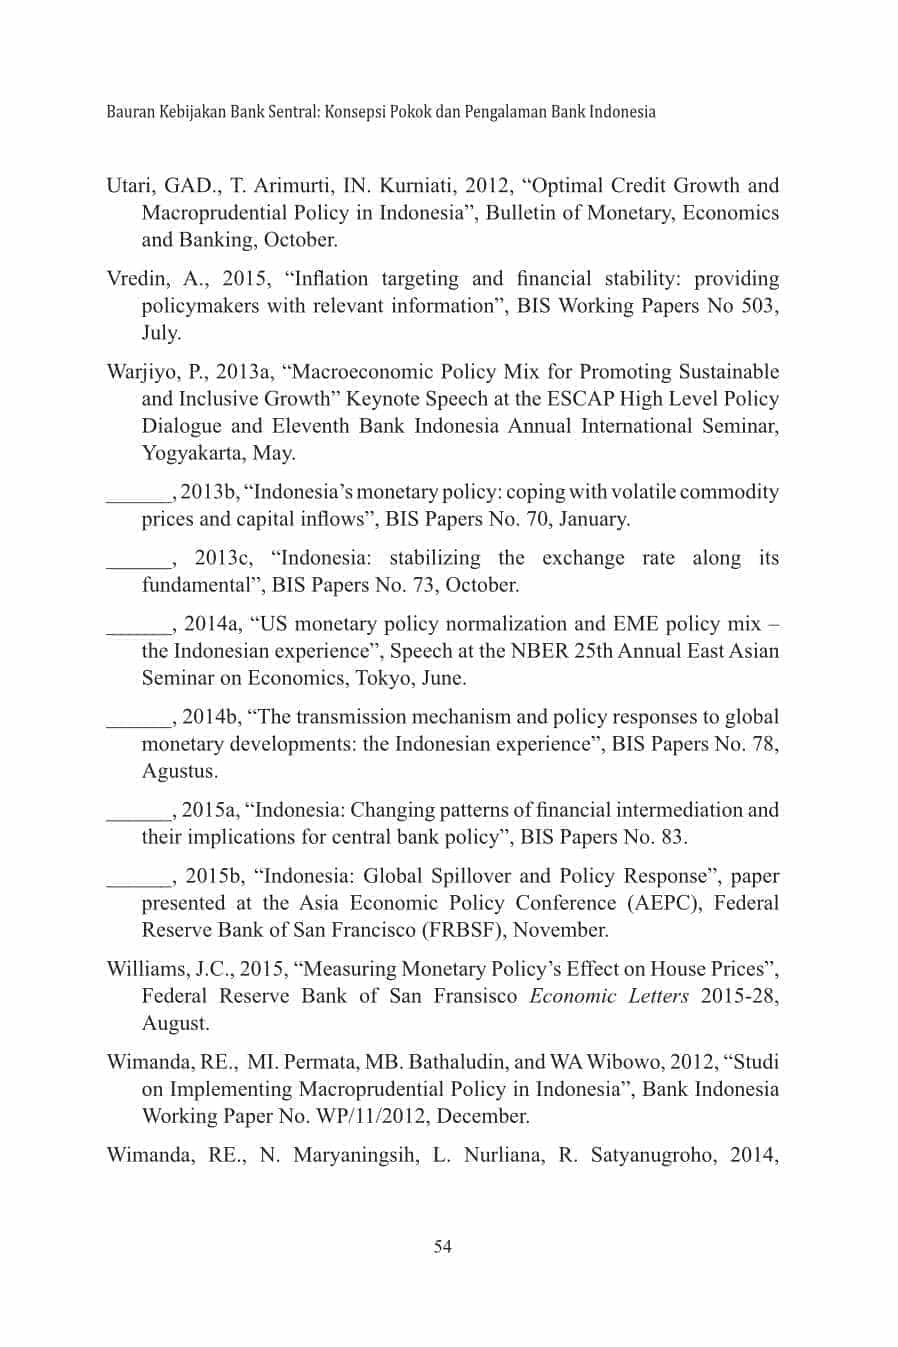 Bauran Kebijakan Bank Sentral: Konsepsi Pokok dan Pengalaman Bank Indonesia
Utari, GAD., T. Arimurti, IN. Kurniati, 2012, “Optimal Credit Growth and
Macroprudential Policy in Indonesia”, Bulletin of Monetary, Economics
and Banking, October.
Vredin, A., 2015, “Inflation targeting and financial stability: providing
policymakers with relevant information”, BIS Working Papers No 503,
July.
Warjiyo, P., 2013a, “Macroeconomic Policy Mix for Promoting Sustainable
and Inclusive Growth” Keynote Speech at the ESCAP High Level Policy
Dialogue and Eleventh Bank Indonesia Annual International Seminar,
Yogyakarta, May.
______, 2013b, “Indonesia’s monetary policy: coping with volatile commodity
prices and capital inflows”, BIS Papers No. 70, January.
______, 2013c, “Indonesia: stabilizing the exchange rate along its
fundamental”, BIS Papers No. 73, October.
______, 2014a, “US monetary policy normalization and EME policy mix –
the Indonesian experience”, Speech at the NBER 25th Annual East Asian
Seminar on Economics, Tokyo, June.
______, 2014b, “The transmission mechanism and policy responses to global
monetary developments: the Indonesian experience”, BIS Papers No. 78,
Agustus.
______, 2015a, “Indonesia: Changing patterns of financial intermediation and
their implications for central bank policy”, BIS Papers No. 83.
______, 2015b, “Indonesia: Global Spillover and Policy Response”, paper
presented at the Asia Economic Policy Conference (AEPC), Federal
Reserve Bank of San Francisco (FRBSF), November.
Williams, J.C., 2015, “Measuring Monetary Policy’s Effect on House Prices”,
Federal Reserve Bank of San Fransisco Economic Letters 2015-28,
August.
Wimanda, RE., MI. Permata, MB. Bathaludin, and WA Wibowo, 2012, “Studi
on Implementing Macroprudential Policy in Indonesia”, Bank Indonesia
Working Paper No. WP/11/2012, December.
Wimanda, RE., N. Maryaningsih, L. Nurliana, R. Satyanugroho, 2014,
54